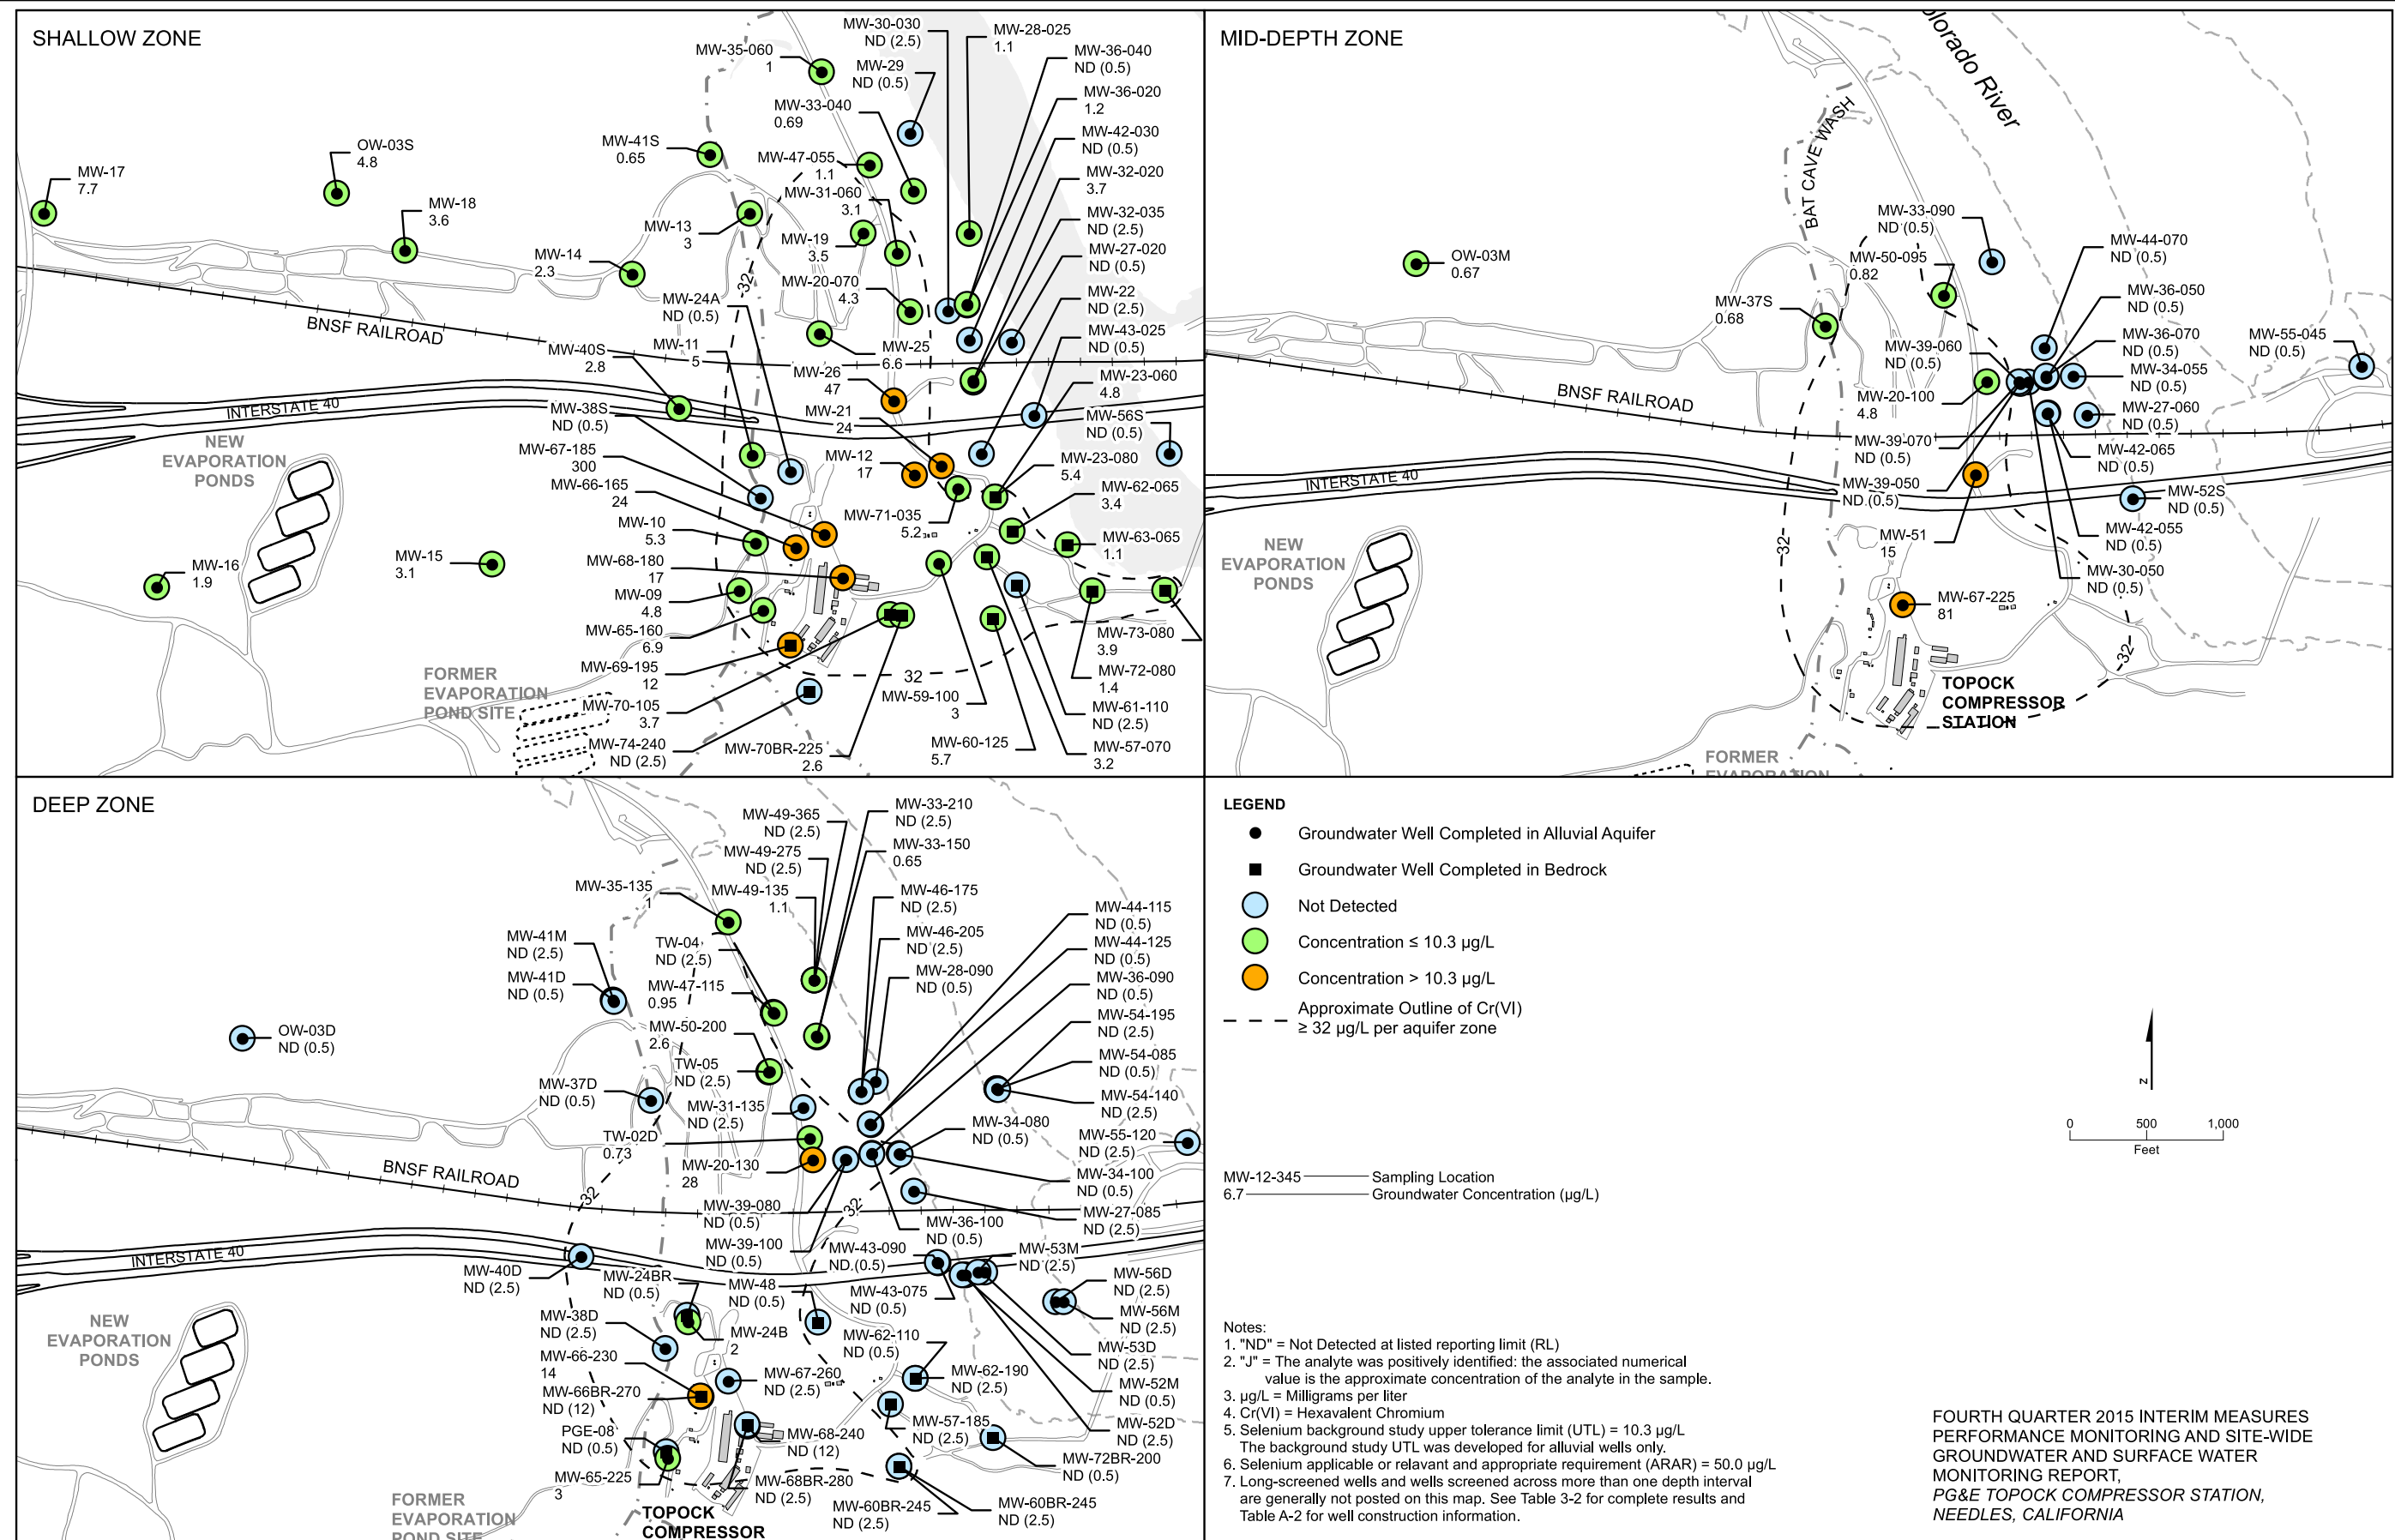 SHALLOW ZONE
MW-30-030
ND (2.5)
MW-28-025
1.1
MW-35-060
1
MW-29
ND (0.5)
MW-36-040
ND (0.5)
MW-36-020
1.2
MW-33-040
0.69
MW-42-030
ND (0.5)
OW-03S
4.8
MW-41S
0.65
MW-47-055
1.1
MW-17
7.7
MW-31-060
3.1
MW-32-020
3.7
MW-18
3.6
MW-13
3
MW-19
3.5
MW-32-035
ND (2.5)
MW-14
2.3
MW-27-020
ND (0.5)
MW-20-070
4.3
32
MW-24A
ND (0.5)
MW-22
ND (2.5)
BNSF RAILROAD
MW-43-025
ND (0.5)
MW-40S
2.8
MW-11
5
MW-25
6.6
MW-26
47
MW-23-060
4.8
INTERSTATE 40
MW-38S
ND (0.5)
MW-21
24
MW-56S
ND (0.5)
NEW
EVAPORATION
PONDS
MW-67-185
300
MW-12
17
MW-23-080
5.4
MW-66-165
24
MW-62-065
3.4
MW-10
5.3
MW-71-035
5.2
MW-63-065
1.1
MW-16
1.9
MW-15
3.1
MW-68-180
17
MW-09
4.8
MW-65-160
6.9
MW-73-080
3.9
MW-69-195
12
32
MW-72-080
1.4
FORMER
EVAPORATION
POND SITE
MW-70-105
3.7
MW-59-100
3
MW-61-110
ND (2.5)
MW-74-240
ND (2.5)
MW-70BR-225
2.6
MW-60-125
5.7
MW-57-070
3.2
MID-DEPTH ZONE
olorado River
BAT CAVE WASH
MW-33-090
ND (0.5)
OW-03M
0.67
MW-50-095
0.82
MW-44-070
ND (0.5)
MW-37S
0.68
MW-36-050
ND (0.5)
MW-39-060
ND (0.5)
MW-36-070
ND (0.5)
MW-55-045
ND (0.5)
MW-34-055
ND (0.5)
BNSF RAILROAD
MW-20-100
4.8
MW-27-060
ND (0.5)
MW-39-070
ND (0.5)
MW-42-065
ND (0.5)
INTERSTATE 40
MW-39-050
ND (0.5)
MW-52S
ND (0.5)
MW-51
15
MW-42-055
ND (0.5)
32
NEW
EVAPORATION
PONDS
MW-30-050
ND (0.5)
MW-67-225
81
32
TOPOCK
COMPRESSOR
STATION
FORMER
EVAPORATION
DEEP ZONE
MW-49-365
ND (2.5)
MW-33-210
ND (2.5)
MW-49-275
ND (2.5)
MW-33-150
0.65
MW-35-135
1
MW-49-135
1.1
MW-46-175
ND (2.5)
MW-44-115
ND (0.5)
MW-41M
ND (2.5)
TW-04
ND (2.5)
MW-46-205
ND (2.5)
MW-44-125
ND (0.5)
MW-41D
ND (0.5)
MW-47-115
0.95
MW-28-090
ND (0.5)
MW-36-090
ND (0.5)
OW-03D
ND (0.5)
MW-50-200
2.6
MW-54-195
ND (2.5)
TW-05
ND (2.5)
MW-54-085
ND (0.5)
MW-37D
ND (0.5)
MW-31-135
ND (2.5)
MW-54-140
ND (2.5)
TW-02D
0.73
MW-34-080
ND (0.5)
MW-55-120
ND (2.5)
BNSF RAILROAD
MW-20-130
28
MW-34-100
ND (0.5)
32
32
MW-39-080
ND (0.5)
MW-27-085
ND (2.5)
MW-36-100
ND (0.5)
INTERSTATE 40
MW-39-100
ND (0.5)
MW-43-090
ND (0.5)
MW-53M
ND (2.5)
MW-40D
ND (2.5)
MW-24BR
ND (0.5)
MW-48
ND (0.5)
MW-43-075
ND (0.5)
MW-56D
ND (2.5)
NEW
EVAPORATION
PONDS
MW-38D
ND (2.5)
MW-24B
2
MW-62-110
ND (0.5)
MW-56M
ND (2.5)
MW-66-230
14
MW-67-260
ND (2.5)
MW-62-190
ND (2.5)
MW-53D
ND (2.5)
MW-66BR-270
ND (12)
MW-52M
ND (0.5)
PGE-08
ND (0.5)
MW-68-240
ND (12)
MW-57-185
ND (2.5)
MW-52D
ND (2.5)
MW-65-225
3
MW-68BR-280
ND (2.5)
MW-72BR-200
ND (0.5)
FORMER
EVAPORATION
POND SITE
TOPOCK
COMPRESSOR
MW-60BR-245
ND (2.5)
MW-60BR-245
ND (2.5)
LEGEND
Groundwater Well Completed in Alluvial Aquifer
Groundwater Well Completed in Bedrock
Not Detected
Concentration ≤ 10.3 µg/L
Concentration > 10.3 µg/L
Approximate Outline of Cr(VI)
≥ 32 µg/L per aquifer zone
N
0 500 1,000
Feet
MW-12-345 Sampling Location
6.7 Groundwater Concentration (µg/L)
Notes:
1. "ND" = Not Detected at listed reporting limit (RL)
2. "J" = The analyte was positively identified: the associated numerical
value is the approximate concentration of the analyte in the sample.
3. µg/L = Milligrams per liter
4. Cr(VI) = Hexavalent Chromium
5. Selenium background study upper tolerance limit (UTL) = 10.3 µg/L
The background study UTL was developed for alluvial wells only.
6. Selenium applicable or relavant and appropriate requirement (ARAR) = 50.0 µg/L
7. Long-screened wells and wells screened across more than one depth interval
are generally not posted on this map. See Table 3-2 for complete results and
Table A-2 for well construction information.
FOURTH QUARTER 2015 INTERIM MEASURES
PERFORMANCE MONITORING AND SITE-WIDE
GROUNDWATER AND SURFACE WATER
MONITORING REPORT,
PG&E TOPOCK COMPRESSOR STATION,
NEEDLES, CALIFORNIA